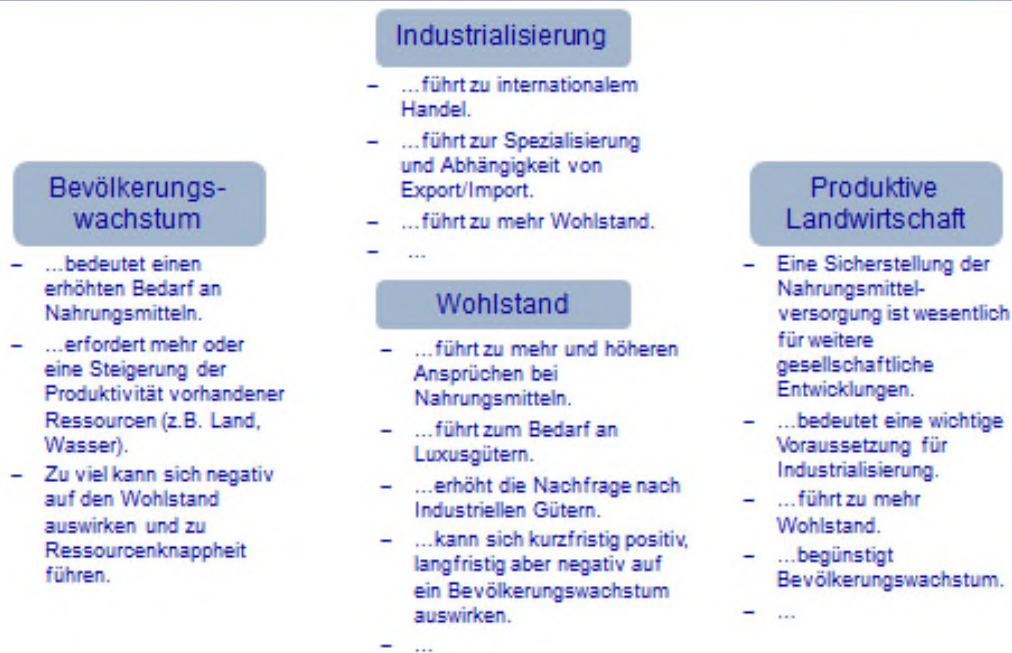 Industrialisierung
– …führt zu internationalem
Handel.
– …führt zur Spezialisierung
und Abhängigkeit von
Export/Import.
– …führt zu mehr Wohlstand.
– …
Bevölkerungs-
wachstum
– …bedeutet einen
erhöhten Bedarf an
Nahrungsmitteln.
– …erfordert mehr oder
eine Steigerung der
Produktivität vorhandener
Ressourcen (z.B. Land,
Wasser).
– Zu viel kann sich negativ
auf den Wohlstand
auswirken und zu
Ressourcenknappheit
führen.
Wohlstand
– …führt zu mehr und höheren
Ansprüchen bei
Nahrungsmitteln.
– …führt zum Bedarf an
Luxusgütern.
– …erhöht die Nachfrage nach
Industriellen Gütern.
– …kann sich kurzfristig positiv,
langfristig aber negativ auf
ein Bevölkerungswachstum
auswirken.
– …
Produktive
Landwirtschaft
– Eine Sicherstellung der
Nahrungsmittel-
versorgung ist wesentlich
für weitere
gesellschaftliche
Entwicklungen.
– …bedeutet eine wichtige
Voraussetzung für
Industrialisierung.
– …führt zu mehr
Wohlstand.
– …begünstigt
Bevölkerungswachstum.
– …